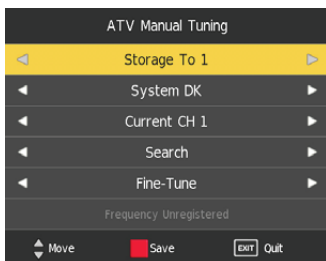 ATV Manual Tuning
Storage To 1
System DK
Current CH 1
Search
Fine-Tune
Frequency Unregistered
Move Save EXIT Quit